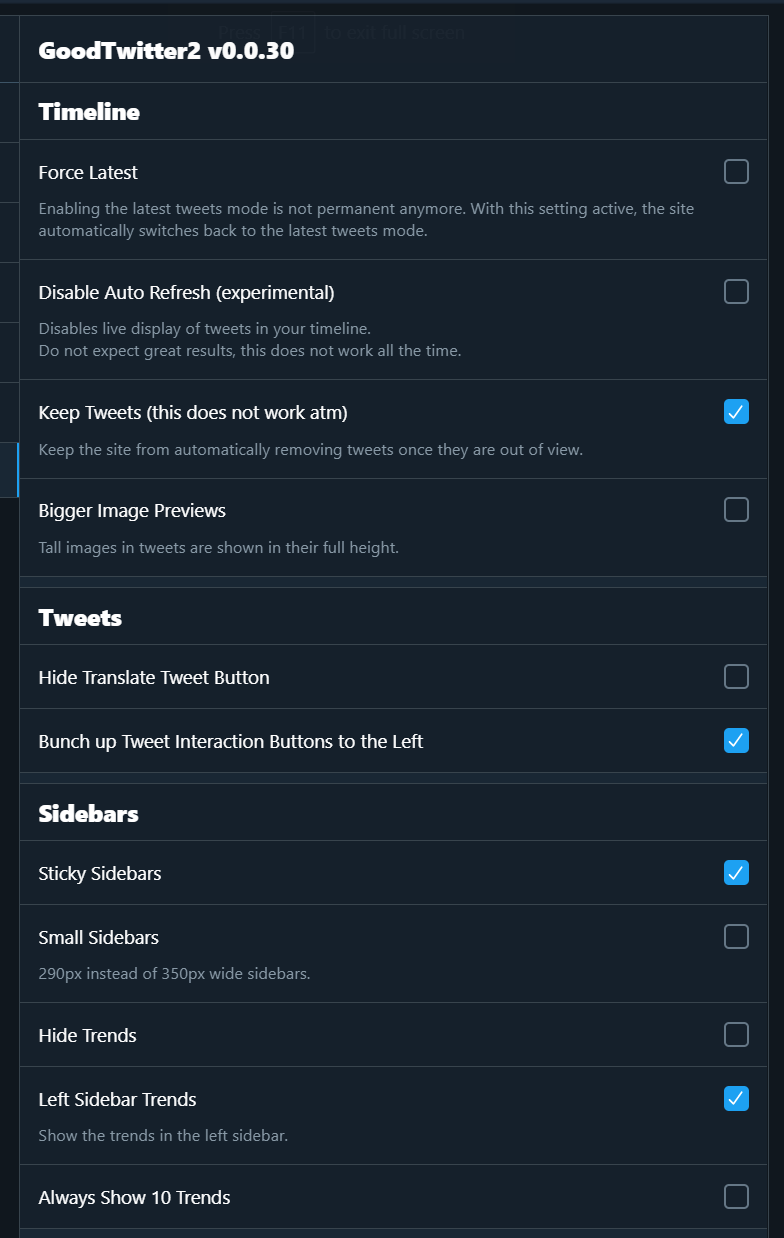 Press F11 to exit full screen
GoodTwitter2 v0.0.30
Timeline
Force Latest
Enabling the latest tweets mode is not permanent anymore. With this setting active, the site
automatically switches back to the latest tweets mode.
Disable Auto Refresh (experimental)
Disables live display of tweets in your timeline.
Do not expect great results, this does not work all the time.
Keep Tweets (this does not work atm)
Keep the site from automatically removing tweets once they are out of view.
Bigger Image Previews
Tall images in tweets are shown in their full height.
Tweets
Hide Translate Tweet Button
Bunch up Tweet Interaction Buttons to the Left
Sidebars
Sticky Sidebars
Small Sidebars
290px instead of 350px wide sidebars.
Hide Trends
Left Sidebar Trends
Show the trends in the left sidebar.
Always Show 10 Trends